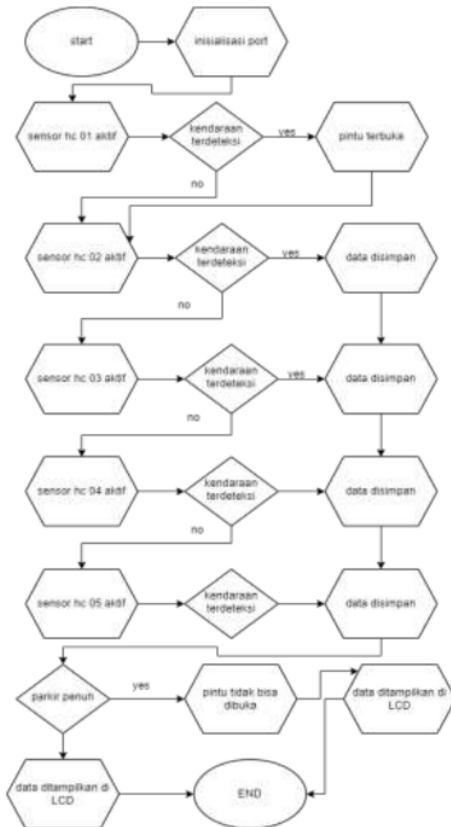 start
inisialisasi port
sensor hc 01 aktif
kendaraan
terdeteksi
yes
pintu terbuka
no
sensor hc 02 aktif
kendaraan
terdeteksi
yes
data disimpan
no
sensor hc 03 aktif
kendaraan
terdeteksi
yes
data disimpan
no
sensor hc 04 aktif
kendaraan
terdeteksi
data disimpan
no
sensor hc 05 aktif
kendaraan
terdeteksi
data disimpan
parkir penuh
yes
pintu tidak bisa
dibuka
data ditampilkan di
LCD
data ditampilkan di
LCD
END